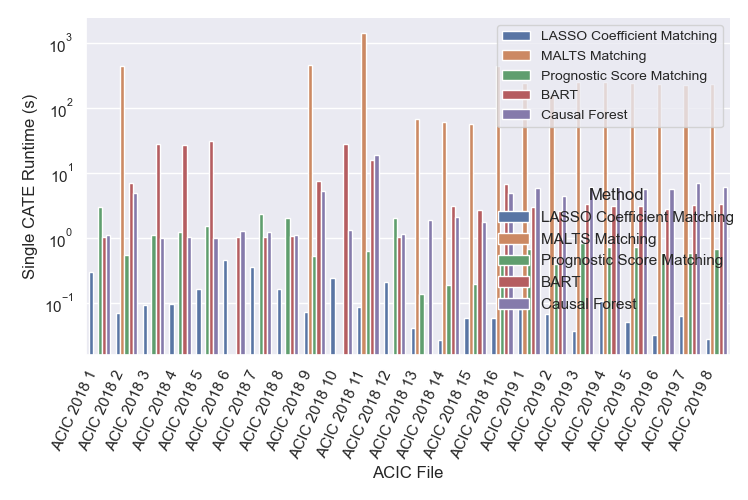 10³
10²
10¹
10⁰
10⁻¹
Single CATE Runtime (s)
LASSO Coefficient Matching
MALTS Matching
Prognostic Score Matching
BART
Causal Forest
Method
LASSO Coefficient Matching
MALTS Matching
Prognostic Score Matching
BART
Causal Forest
ACIC 2018 1
ACIC 2018 2
ACIC 2018 3
ACIC 2018 4
ACIC 2018 5
ACIC 2018 6
ACIC 2018 7
ACIC 2018 8
ACIC 2018 9
ACIC 2018 10
ACIC 2018 11
ACIC 2018 12
ACIC 2018 13
ACIC 2018 14
ACIC 2018 15
ACIC 2018 16
ACIC 2019 1
ACIC 2019 2
ACIC 2019 3
ACIC 2019 4
ACIC 2019 5
ACIC 2019 6
ACIC 2019 7
ACIC 2019 8
ACIC File